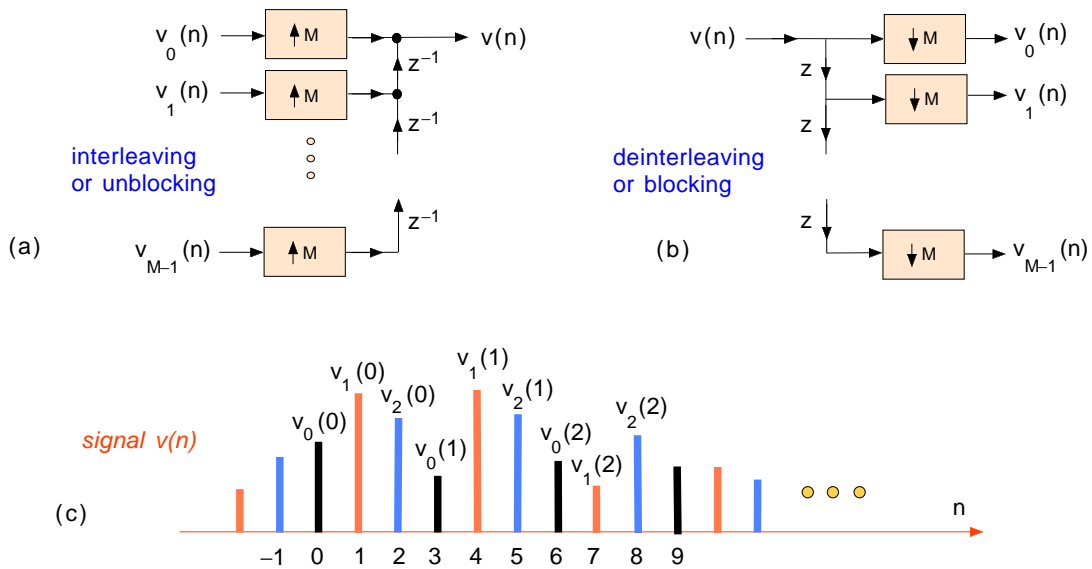 v₀(n) ↑ M v(n)
z⁻¹
v₁(n) ↑ M
z⁻¹
interleaving
or unblocking
z⁻¹
(a) v_{M−1}(n) ↑ M
v(n) ↓ M v₀(n)
z
↓ M v₁(n)
z
deinterleaving
or blocking
z
(b) ↓ M v_{M−1}(n)
signal v(n)
v₀(0) v₁(0) v₂(0) v₀(1) v₁(1) v₂(1) v₀(2) v₁(2) v₂(2)
(c) n
−1 0 1 2 3 4 5 6 7 8 9